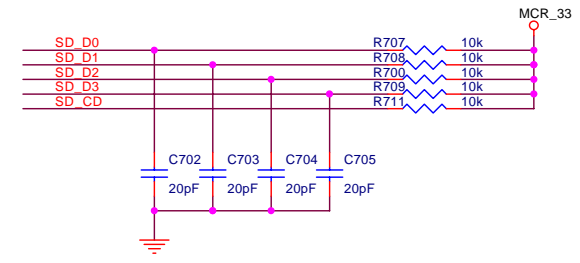 MCR_33
SD_D0 R707 10k
SD_D1 R708 10k
SD_D2 R700 10k
SD_D3 R709 10k
SD_CD R711 10k
C702 C703 C704 C705
20pF 20pF 20pF 20pF